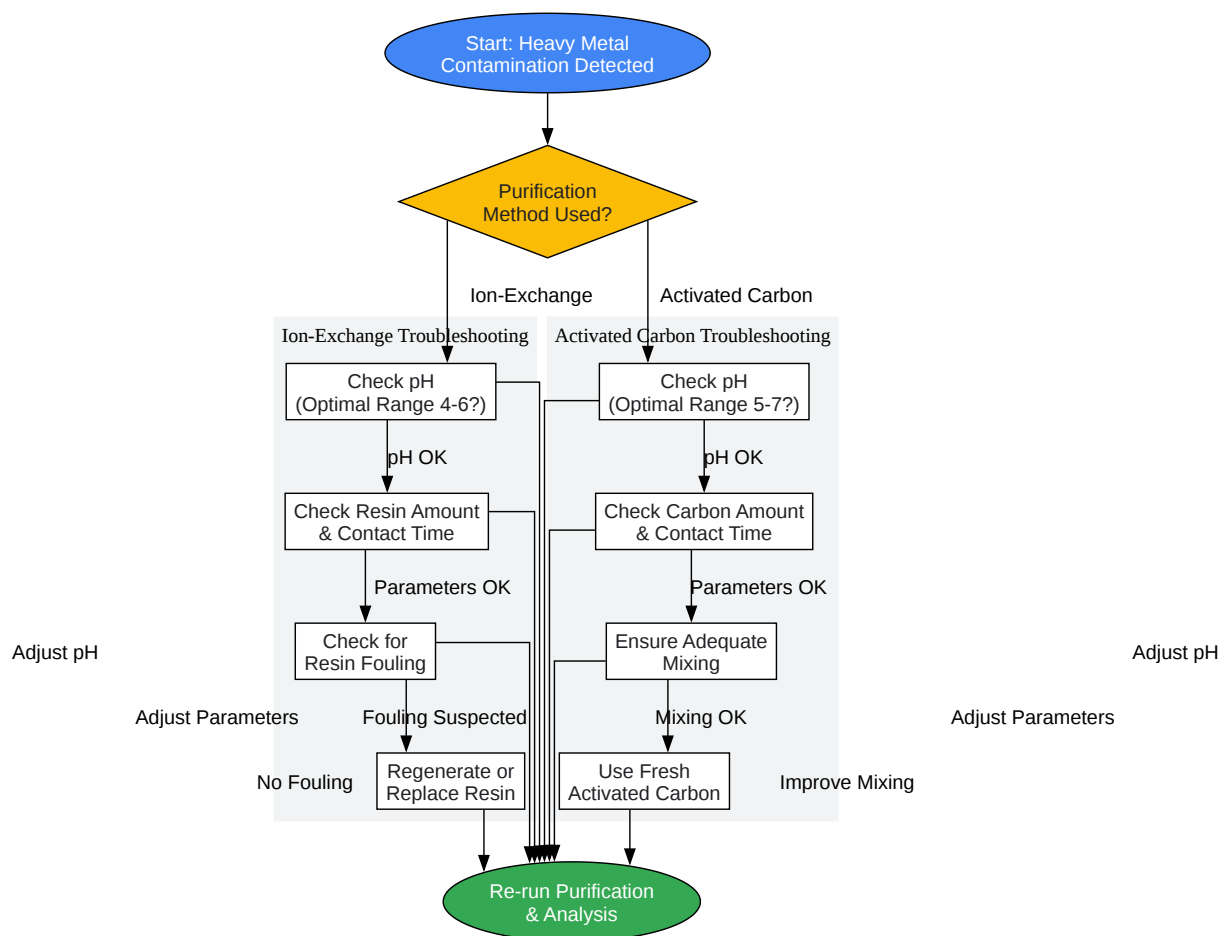 Start: Heavy Metal
Contamination Detected
Purification
Method Used?
Ion-Exchange
Activated Carbon
Ion-Exchange Troubleshooting
Activated Carbon Troubleshooting
Check pH
(Optimal Range 4-6?)
Check pH
(Optimal Range 5-7?)
pH OK
pH OK
Check Resin Amount
& Contact Time
Check Carbon Amount
& Contact Time
Parameters OK
Parameters OK
Adjust pH
Check for
Resin Fouling
Ensure Adequate
Mixing
Adjust pH
Adjust Parameters
Fouling Suspected
Mixing OK
Adjust Parameters
No Fouling
Regenerate or
Replace Resin
Use Fresh
Activated Carbon
Improve Mixing
Re-run Purification
& Analysis